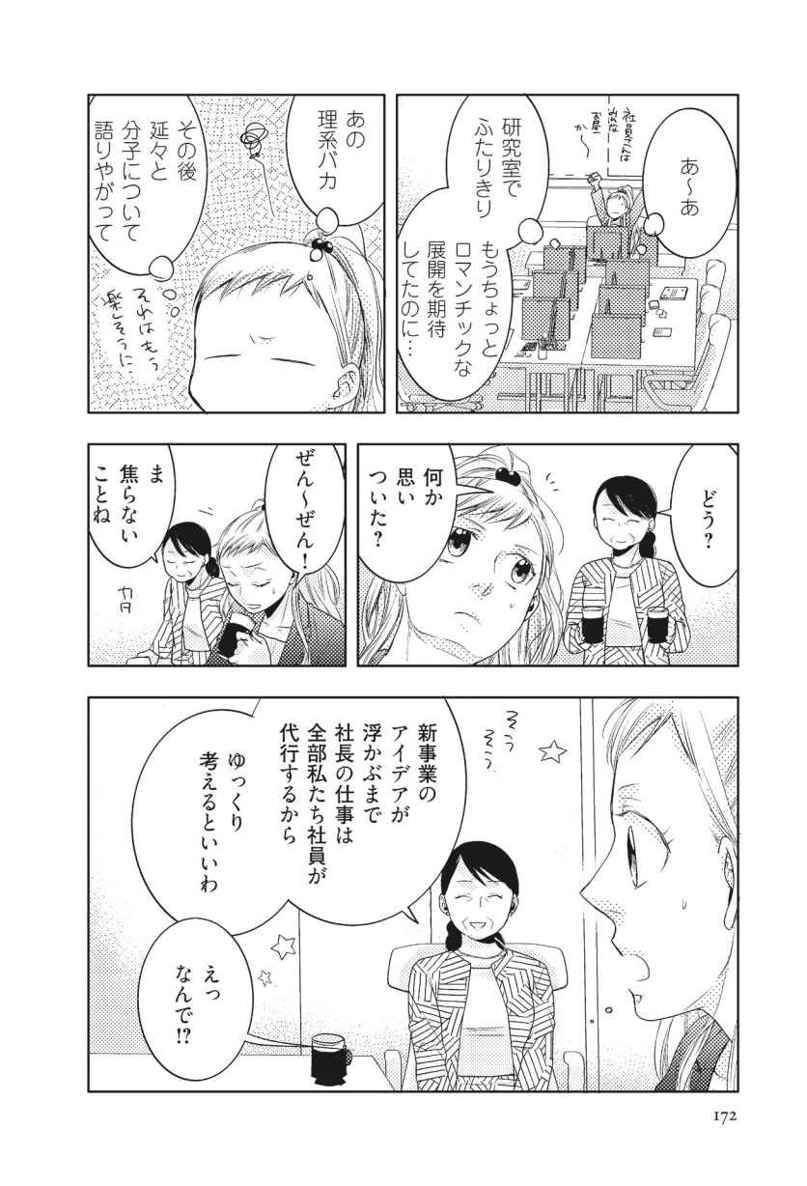 あ〜あ
社員さんは
みんな
営業
か〜
研究室で
ふたりきり
もうちょっと
ロマンチックな
展開を期待
してたのに…
あの
理系バカ
その後
延々と
分子について
語りやがって
それはもう
楽しそうに…
どう?
何か
思い
ついた?
ぜん〜ぜん!
ま
焦らない
ことね
カタ
新事業の
アイデアが
浮かぶまで
社長の仕事は
全部私たち社員が
代行するから
ゆっくり
考えるといいわ
そう
そう
えっ
なんで!?
172